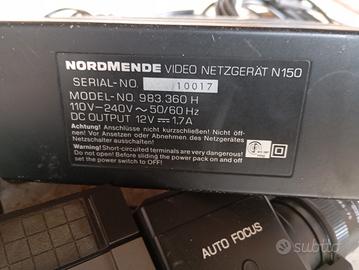 NORDMENDE VIDEO NETZGERÄT N150
SERIAL-NO. 10017
MODEL-NO. 983.360 H
110V–240V ~ 50/60 Hz
DC OUTPUT 12V ⎓ 1.7A
Achtung! Anschlüsse nicht kurzschließen! Nicht öff-
nen! Vor Ansetzen oder Abnehmen des Netzgerätes
Netzschalter ausschalten!
Warning! Short-circuited terminals are very dangerous!
Do not open! Before sliding the power pack on and off
set mains switch to off!
AUTO FOCUS
subito